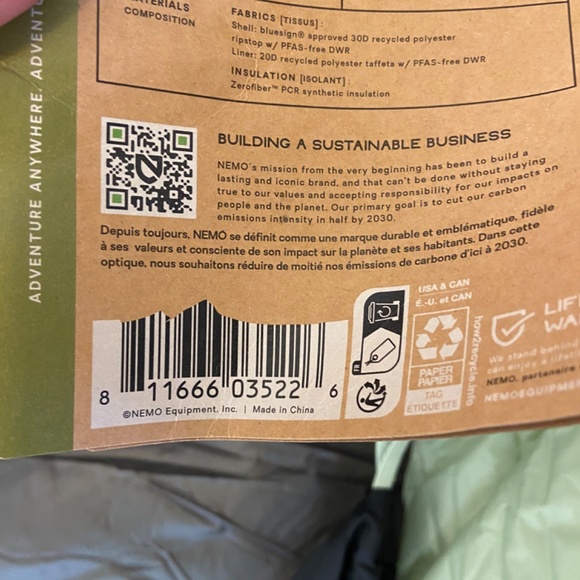 ADVENTURE ANYWHERE. ADVENTU
MATERIALS
COMPOSITION
FABRICS [TISSUS] :
Shell: bluesign® approved 30D recycled polyester
ripstop w/ PFAS-free DWR
Liner: 20D recycled polyester taffeta w/ PFAS-free DWR
INSULATION [ISOLANT] :
Zerofiber™ PCR synthetic insulation
BUILDING A SUSTAINABLE BUSINESS
NEMO's mission from the very beginning has been to build a
lasting and iconic brand, and that can't be done without staying
true to our values and accepting responsibility for our impacts on
people and the planet. Our primary goal is to cut our carbon
emissions intensity in half by 2030.
Depuis toujours, NEMO se définit comme une marque durable et emblématique, fidèle
à ses valeurs et consciente de son impact sur la planète et ses habitants. Dans cette
optique, nous souhaitons réduire de moitié nos émissions de carbone d'ici à 2030.
8 11666 03522 6
©NEMO Equipment, Inc. | Made in China
FR
USA & CAN
É.-U. et CAN
PAPER
PAPIER
TAG
ÉTIQUETTE
how2recycle.info
LIF
WA
We stand behind
can enjoy a lifeti
NEMO, partenaire
NEMOEQUIPME